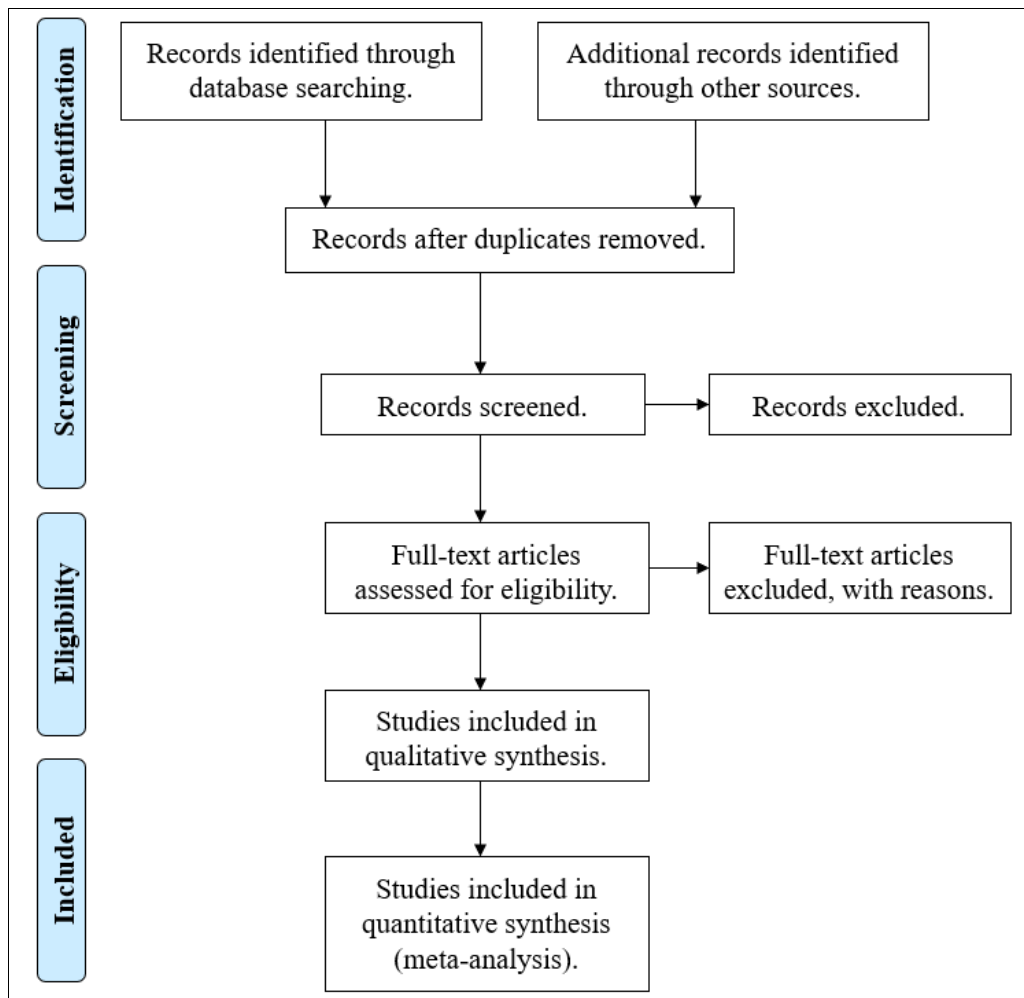 Identification
Records identified through
database searching.
Additional records identified
through other sources.
Records after duplicates removed.
Screening
Records screened.
Records excluded.
Eligibility
Full-text articles
assessed for eligibility.
Full-text articles
excluded, with reasons.
Studies included in
qualitative synthesis.
Included
Studies included in
quantitative synthesis
(meta-analysis).